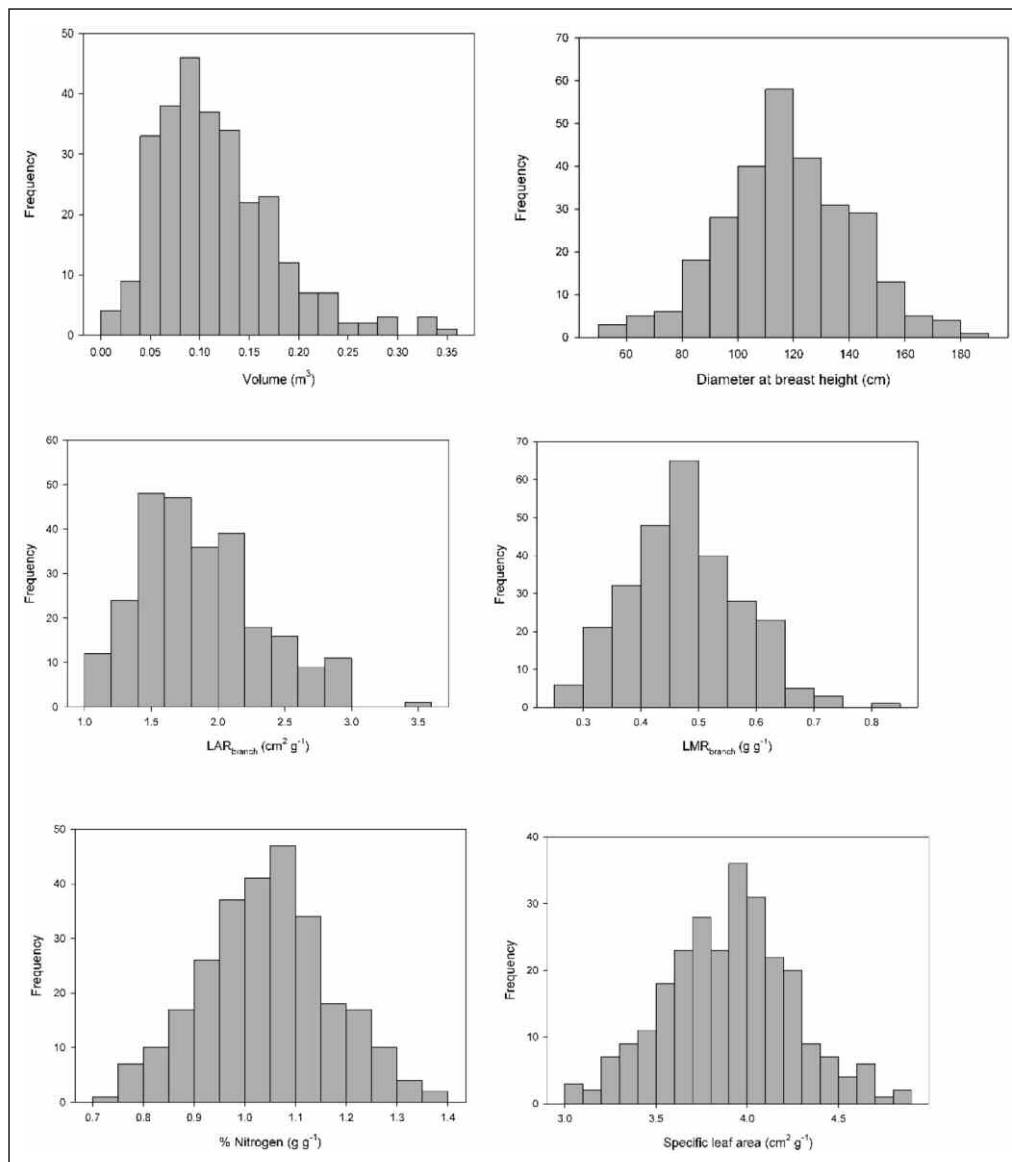 50
40
30
20
10
0
Frequency
0.00 0.05 0.10 0.15 0.20 0.25 0.30 0.35
Volume (m³)
70
60
50
40
30
20
10
0
Frequency
60 80 100 120 140 160 180
Diameter at breast height (cm)
60
50
40
30
20
10
0
Frequency
1.0 1.5 2.0 2.5 3.0 3.5
LAR_branch (cm² g⁻¹)
70
60
50
40
30
20
10
0
Frequency
0.3 0.4 0.5 0.6 0.7 0.8
LMR_branch (g g⁻¹)
50
40
30
20
10
0
Frequency
0.7 0.8 0.9 1.0 1.1 1.2 1.3 1.4
% Nitrogen (g g⁻¹)
40
30
20
10
0
Frequency
3.0 3.5 4.0 4.5
Specific leaf area (cm² g⁻¹)